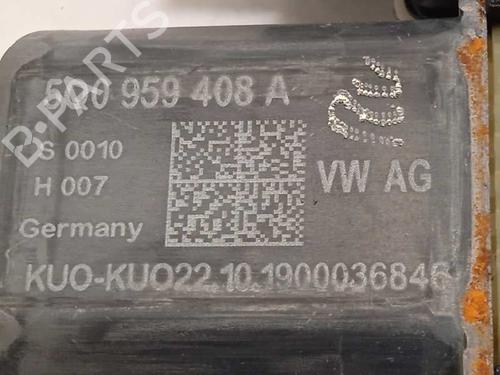 5Q0 959 408 A
S 0010
H 007
VW AG
Germany
KUO-KUO22.10.1900036846
B-PARTS